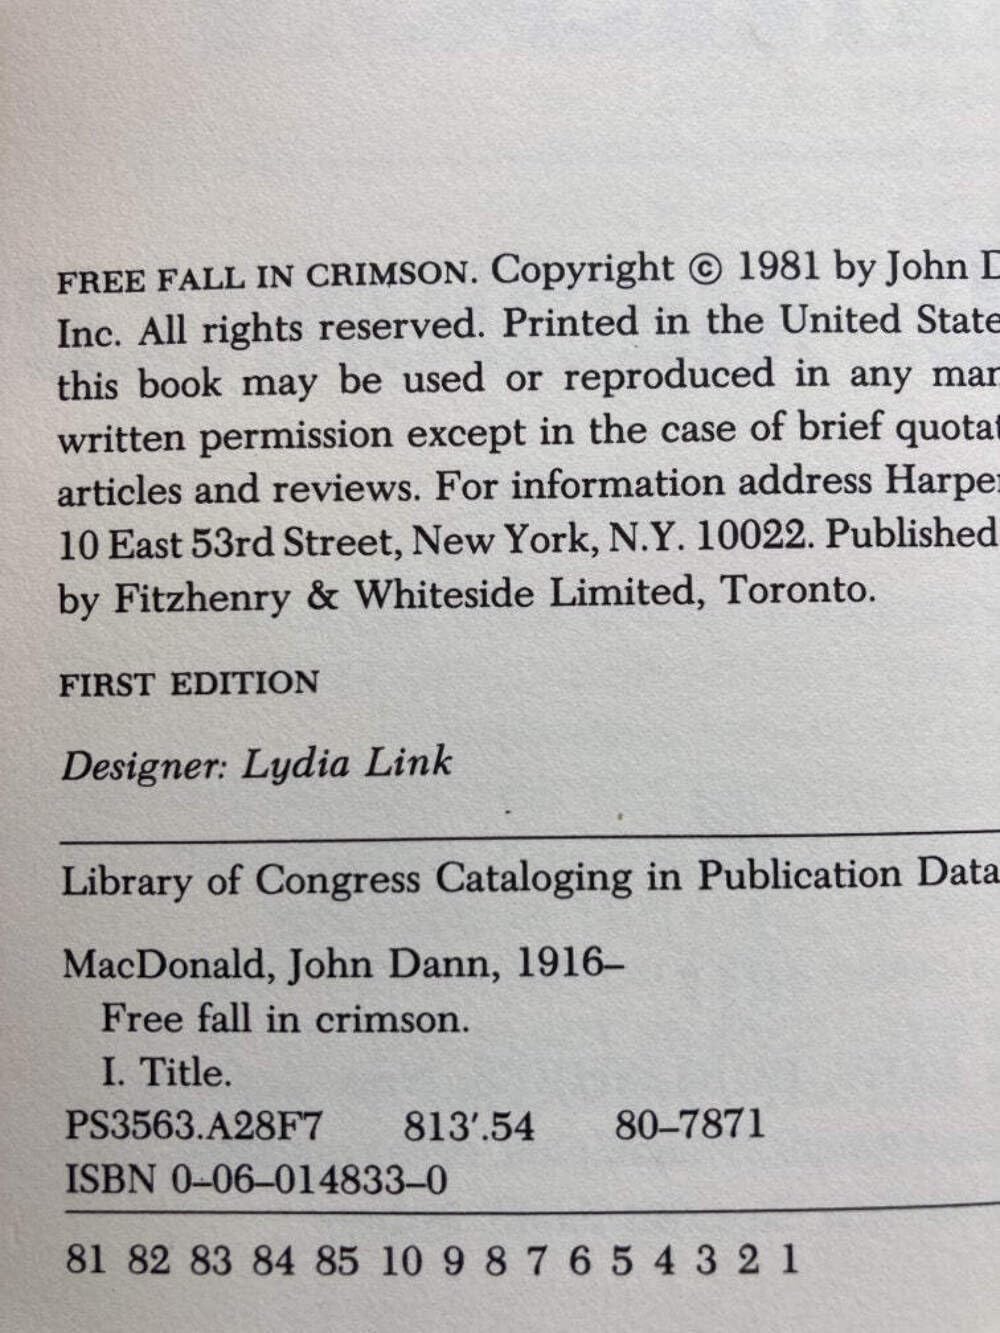 FREE FALL IN CRIMSON. Copyright © 1981 by John
Inc. All rights reserved. Printed in the United State
this book may be used or reproduced in any man
written permission except in the case of brief quotat
articles and reviews. For information address Harper
10 East 53rd Street, New York, N.Y. 10022. Published
by Fitzhenry & Whiteside Limited, Toronto.
FIRST EDITION
Designer: Lydia Link
Library of Congress Cataloging in Publication Data
MacDonald, John Dann, 1916–
Free fall in crimson.
I. Title.
PS3563.A28F7 813′.54 80–7871
ISBN 0–06–014833–0
81 82 83 84 85 10 9 8 7 6 5 4 3 2 1